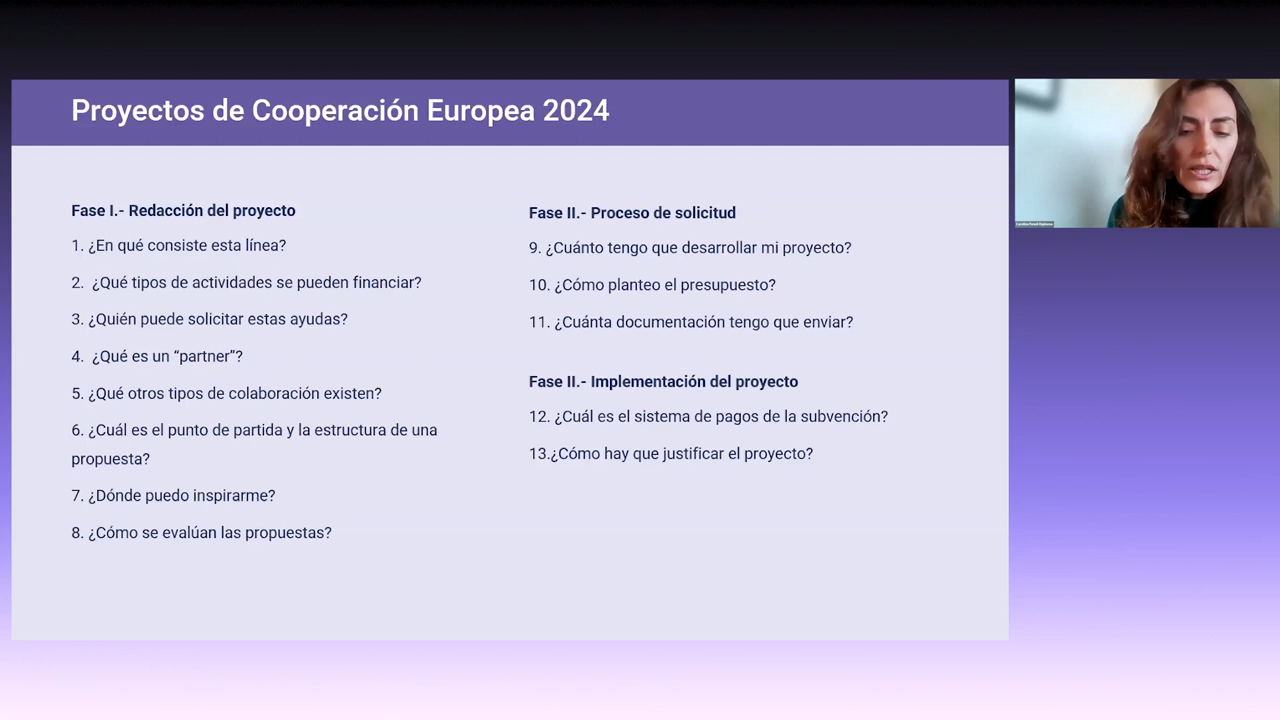 Proyectos de Cooperación Europea 2024
Fase I.- Redacción del proyecto
1. ¿En qué consiste esta línea?
2.  ¿Qué tipos de actividades se pueden financiar?
3. ¿Quién puede solicitar estas ayudas?
4.  ¿Qué es un “partner”?
5. ¿Qué otros tipos de colaboración existen?
6. ¿Cuál es el punto de partida y la estructura de una
propuesta?
7. ¿Dónde puedo inspirarme?
8. ¿Cómo se evalúan las propuestas?
Fase II.- Proceso de solicitud
9. ¿Cuánto tengo que desarrollar mi proyecto?
10. ¿Cómo planteo el presupuesto?
11. ¿Cuánta documentación tengo que enviar?
Fase II.- Implementación del proyecto
12. ¿Cuál es el sistema de pagos de la subvención?
13.¿Cómo hay que justificar el proyecto?